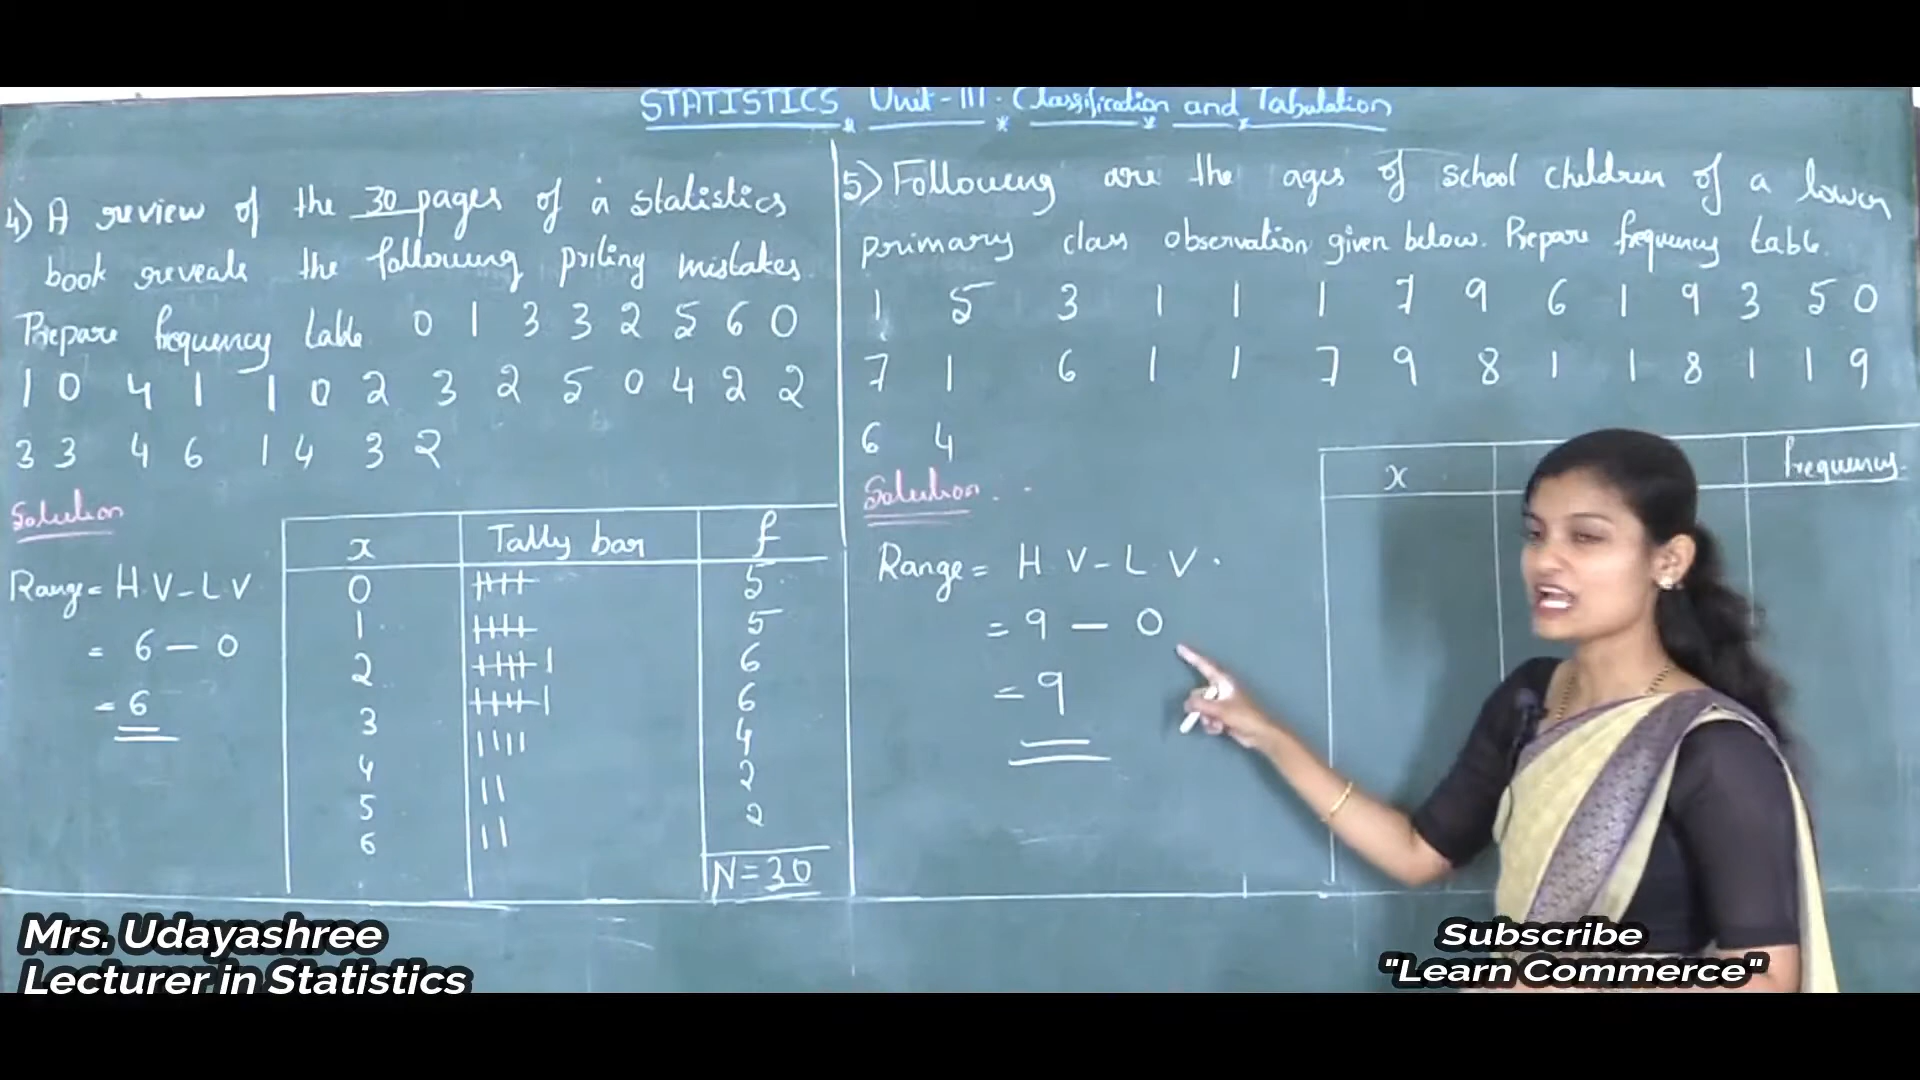 STATISTICS Unit-III. Classification and Tabulation
4) A review of the 30 pages of a statistics
book reveals the following priting mistakes.
Prepare frequency table 0 1 3 3 2 5 6 0
1 0 4 1 1 0 2 3 2 5 0 4 2 2
3 3 4 6 1 4 3 2
Solution
Range = H.V - L.V
= 6 - 0
= 6
x Tally bar f
0 5
1 5
2 6
3 6
4 4
5 2
6 2
N=30
5) Following are the ages of school children of a lower
primary class observation given below. Prepare frequency table.
1 5 3 1 1 1 7 9 6 1 9 3 5 0
7 1 6 1 1 7 9 8 1 1 8 1 1 9
6 4
Solution
Range = H.V - L.V.
= 9 - 0
= 9
x frequency
Mrs. Udayashree
Lecturer in Statistics
Subscribe
"Learn Commerce"